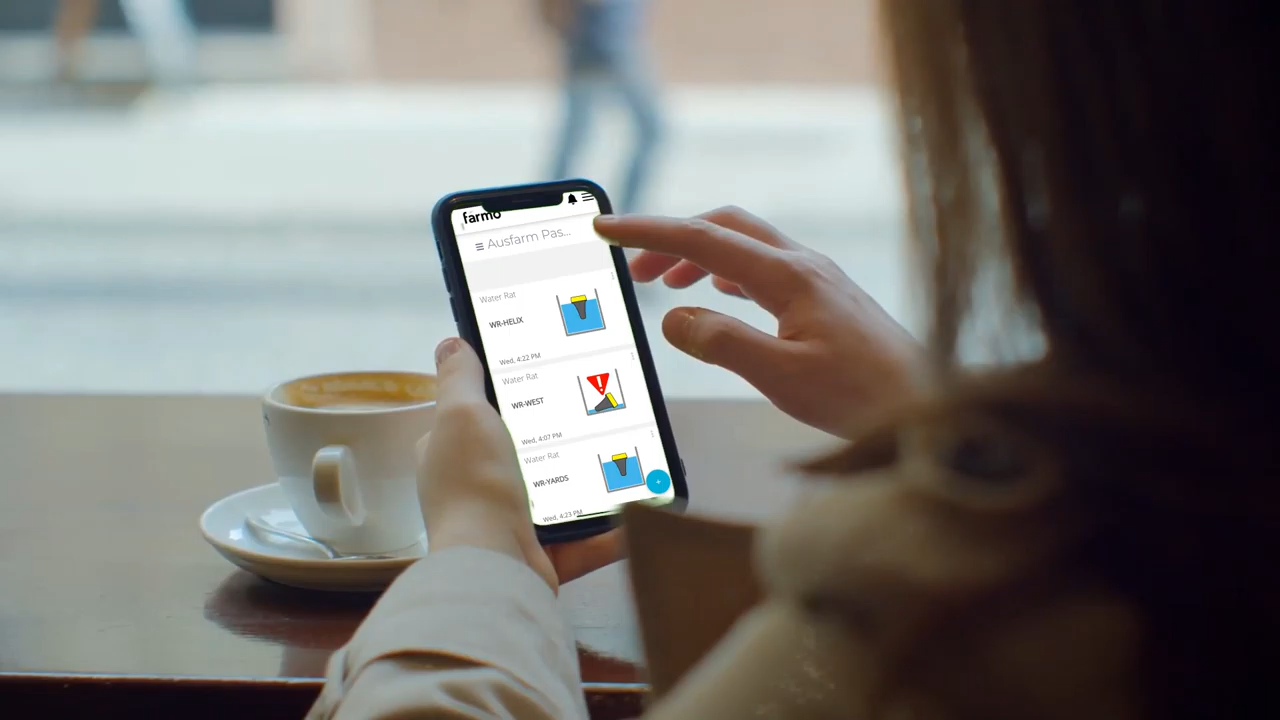 farmo
Ausfarm Pas...
Water Rat
WR-HELIX
Wed, 4:22 PM
Water Rat
WR-WEST
Wed, 4:07 PM
Water Rat
WR-YARDS
Wed, 4:23 PM